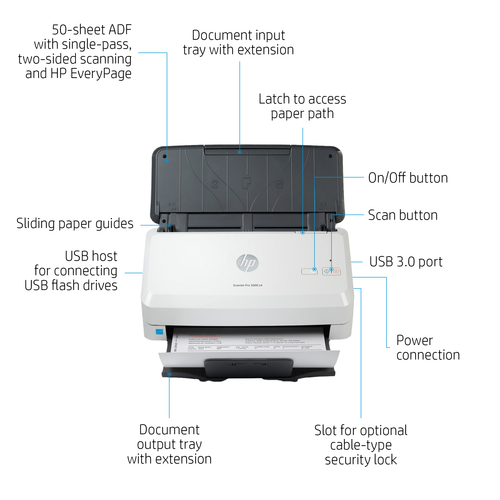 50-sheet ADF
with single-pass,
two-sided scanning
and HP EveryPage
Document input
tray with extension
Latch to access
paper path
On/Off button
Scan button
Sliding paper guides
USB host
for connecting
USB flash drives
USB 3.0 port
hp
Power
connection
Document
output tray
with extension
Slot for optional
cable-type
security lock